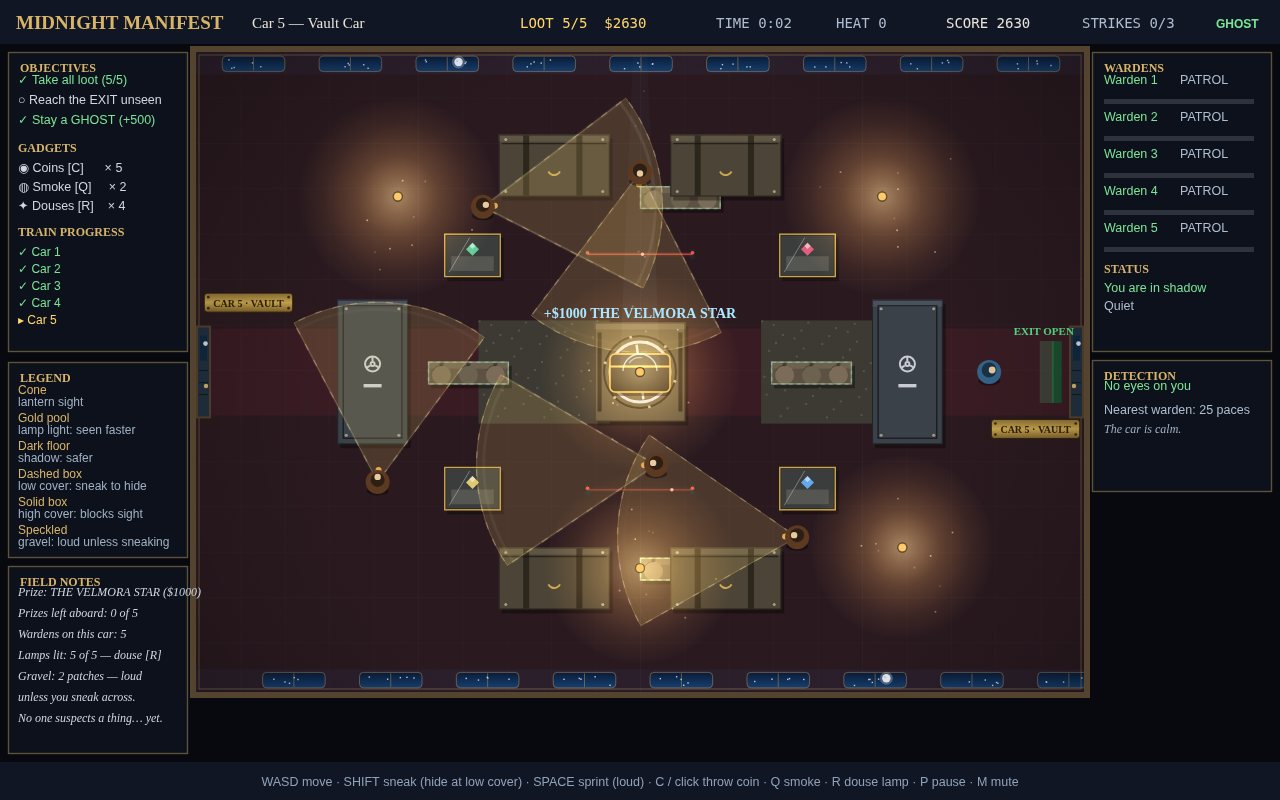 MIDNIGHT MANIFEST Car 5 — Vault Car LOOT 5/5 $2630 TIME 0:02 HEAT 0 SCORE 2630 STRIKES 0/3 GHOST
OBJECTIVES
✓ Take all loot (5/5)
○ Reach the EXIT unseen
✓ Stay a GHOST (+500)
GADGETS
◉ Coins [C] × 5
◍ Smoke [Q] × 2
✦ Douses [R] × 4
TRAIN PROGRESS
✓ Car 1
✓ Car 2
✓ Car 3
✓ Car 4
▸ Car 5
LEGEND
Cone
lantern sight
Gold pool
lamp light: seen faster
Dark floor
shadow: safer
Dashed box
low cover: sneak to hide
Solid box
high cover: blocks sight
Speckled
gravel: loud unless sneaking
FIELD NOTES
Prize: THE VELMORA STAR ($1000)
Prizes left aboard: 0 of 5
Wardens on this car: 5
Lamps lit: 5 of 5 — douse [R]
Gravel: 2 patches — loud
unless you sneak across.
No one suspects a thing… yet.
CAR 5 · VAULT
+$1000 THE VELMORA STAR
EXIT OPEN
CAR 5 · VAULT
WARDENS
Warden 1 PATROL
Warden 2 PATROL
Warden 3 PATROL
Warden 4 PATROL
Warden 5 PATROL
STATUS
You are in shadow
Quiet
DETECTION
No eyes on you
Nearest warden: 25 paces
The car is calm.
WASD move · SHIFT sneak (hide at low cover) · SPACE sprint (loud) · C / click throw coin · Q smoke · R douse lamp · P pause · M mute